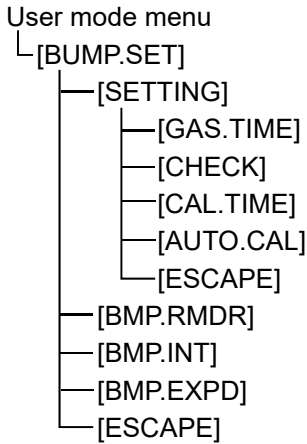 User mode menu
[BUMP.SET]
[SETTING]
[GAS.TIME]
[CHECK]
[CAL.TIME]
[AUTO.CAL]
[ESCAPE]
[BMP.RMDR]
[BMP.INT]
[BMP.EXPD]
[ESCAPE]